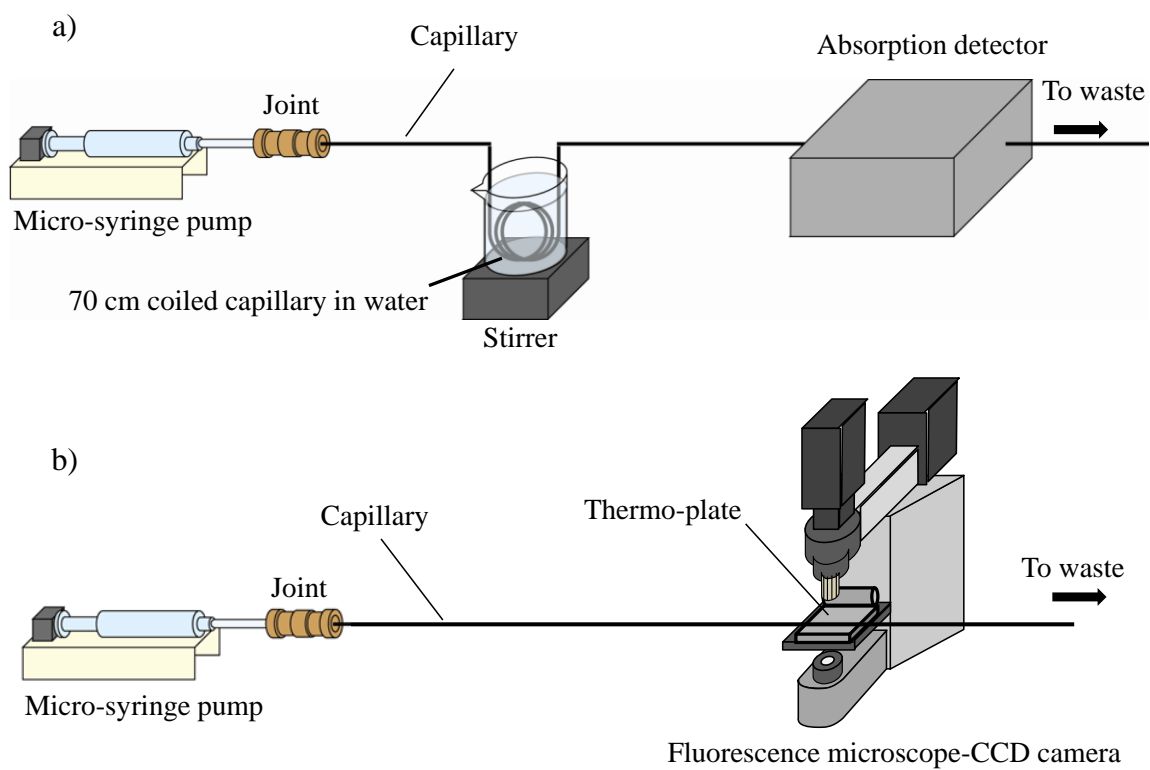 a)
Capillary
Absorption detector
Joint
To waste
Micro-syringe pump
70 cm coiled capillary in water
Stirrer
b)
Capillary
Thermo-plate
Joint
To waste
Micro-syringe pump
Fluorescence microscope-CCD camera